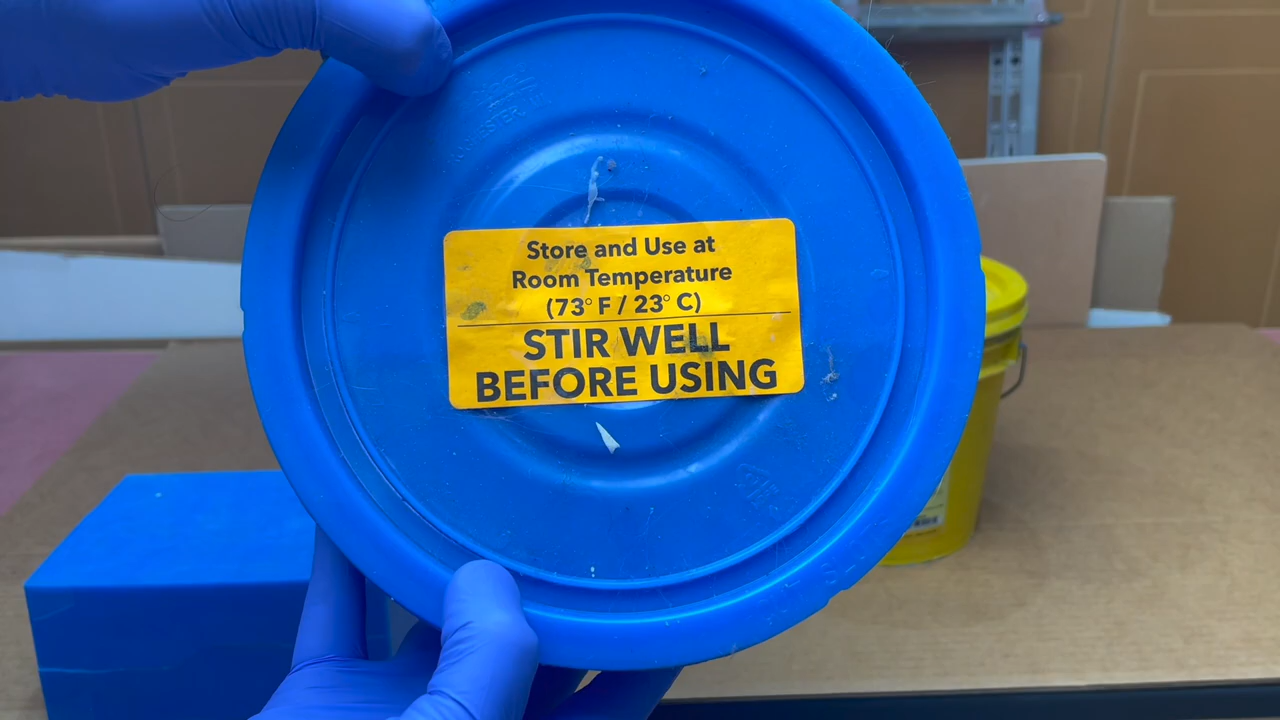 Store and Use at
Room Temperature
(73° F / 23° C)
STIR WELL
BEFORE USING